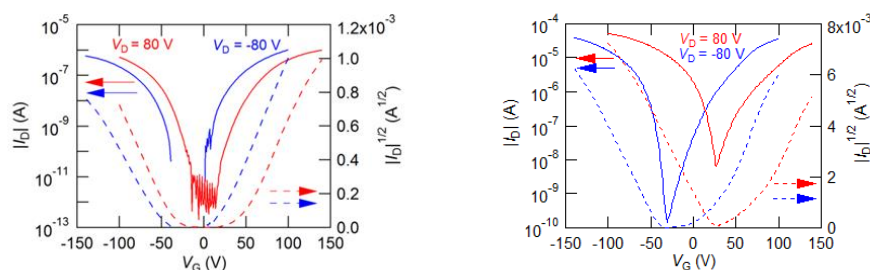 10^-5
10^-7
10^-9
10^-11
10^-13
|I_D| (A)
V_D = 80 V
V_D = -80 V
1.2x10^-3
1.0
0.8
0.6
0.4
0.2
0.0
|I_D|^1/2 (A^1/2)
-150 -100 -50 0 50 100 150
V_G (V)
10^-4
10^-5
10^-6
10^-7
10^-8
10^-9
10^-10
|I_D| (A)
V_D = 80 V
V_D = -80 V
8x10^-3
6
4
2
0
|I_D|^1/2 (A^1/2)
-150 -100 -50 0 50 100 150
V_G (V)